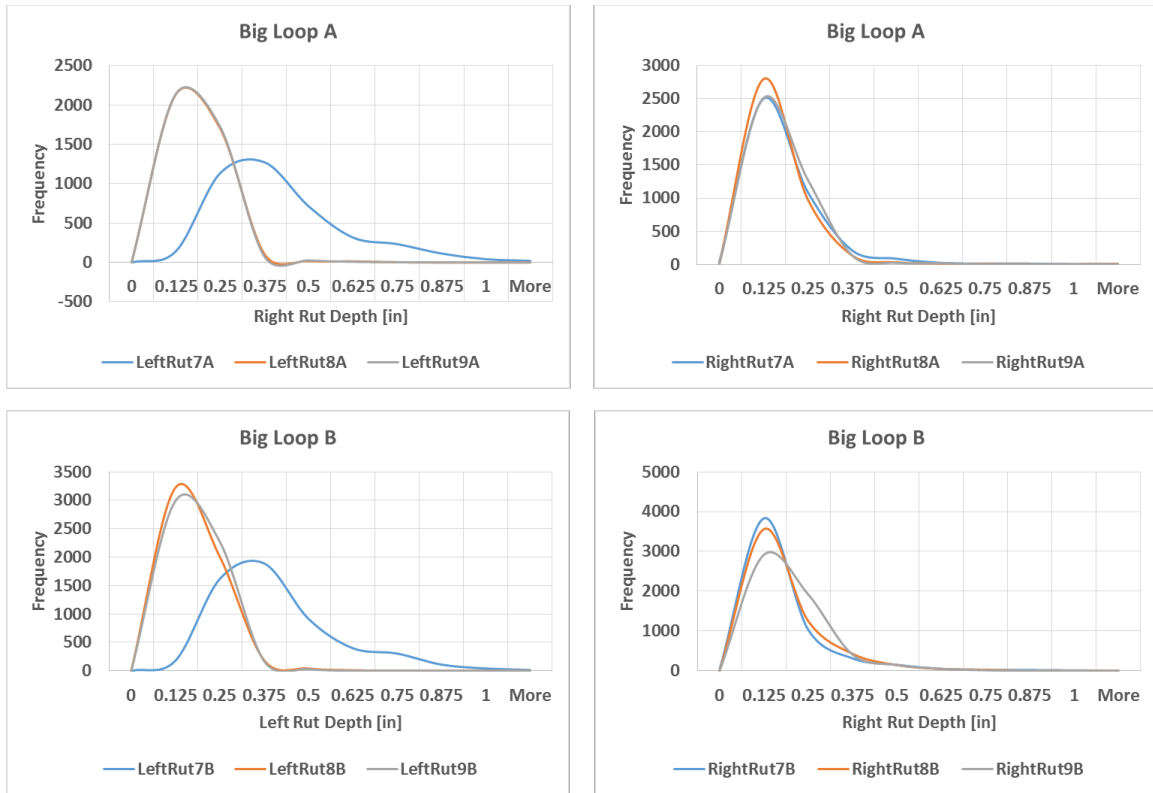 Big Loop A
2500
2000
1500
1000
500
0
-500
Frequency
0 0.125 0.25 0.375 0.5 0.625 0.75 0.875 1 More
Right Rut Depth [in]
LeftRut7A LeftRut8A LeftRut9A
Big Loop A
3000
2500
2000
1500
1000
500
0
Frequency
0 0.125 0.25 0.375 0.5 0.625 0.75 0.875 1 More
Right Rut Depth [in]
RightRut7A RightRut8A RightRut9A
Big Loop B
3500
3000
2500
2000
1500
1000
500
0
Frequency
0 0.125 0.25 0.375 0.5 0.625 0.75 0.875 1 More
Left Rut Depth [in]
LeftRut7B LeftRut8B LeftRut9B
Big Loop B
5000
4000
3000
2000
1000
0
Frequency
0 0.125 0.25 0.375 0.5 0.625 0.75 0.875 1 More
Right Rut Depth [in]
RightRut7B RightRut8B RightRut9B